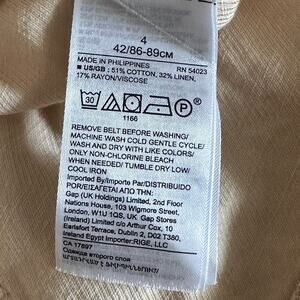 4
42/86-89CM
MADE IN PHILIPPINES RN 54023
■ US/GB : 51% COTTON, 32% LINEN,
17% RAYON/VISCOSE
30 P
1166
REMOVE BELT BEFORE WASHING/
MACHINE WASH COLD GENTLE CYCLE/
WASH AND DRY WITH LIKE COLORS/
ONLY NON-CHLORINE BLEACH
WHEN NEEDED/ TUMBLE DRY LOW/
COOL IRON
Imported By/Importe Par/DISTRIBUIDO
POR/ΕΙΣΑΓΕΤΑΙ ΑΠΟ ΤΗΝ:
Gap (UK Holdings) Limited, 2nd Floor
Nations House, 103 Wigmore Street,
London, W1U 1QS, UK Gap Stores
(Ireland) Limited c/o Arthur Cox, 10
Earlsfort Terrace, Dublin 2, D02 T380,
Ireland Egypt Importer:RIGE, LLC
CA 17897
Одежда второго слоя